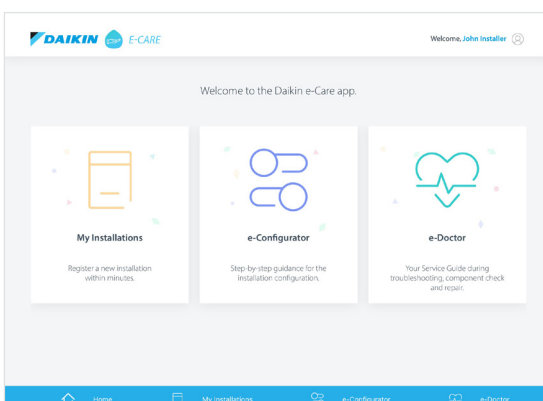 DAIKIN E-CARE
Welcome, John Installer
Welcome to the Daikin e-Care app.
My Installations
Register a new installation
within minutes.
e-Configurator
Step-by-step guidance for the
installation configuration.
e-Doctor
Your Service Guide during
troubleshooting, component check
and repair.
Home My Installations e-Configurator e-Doctor